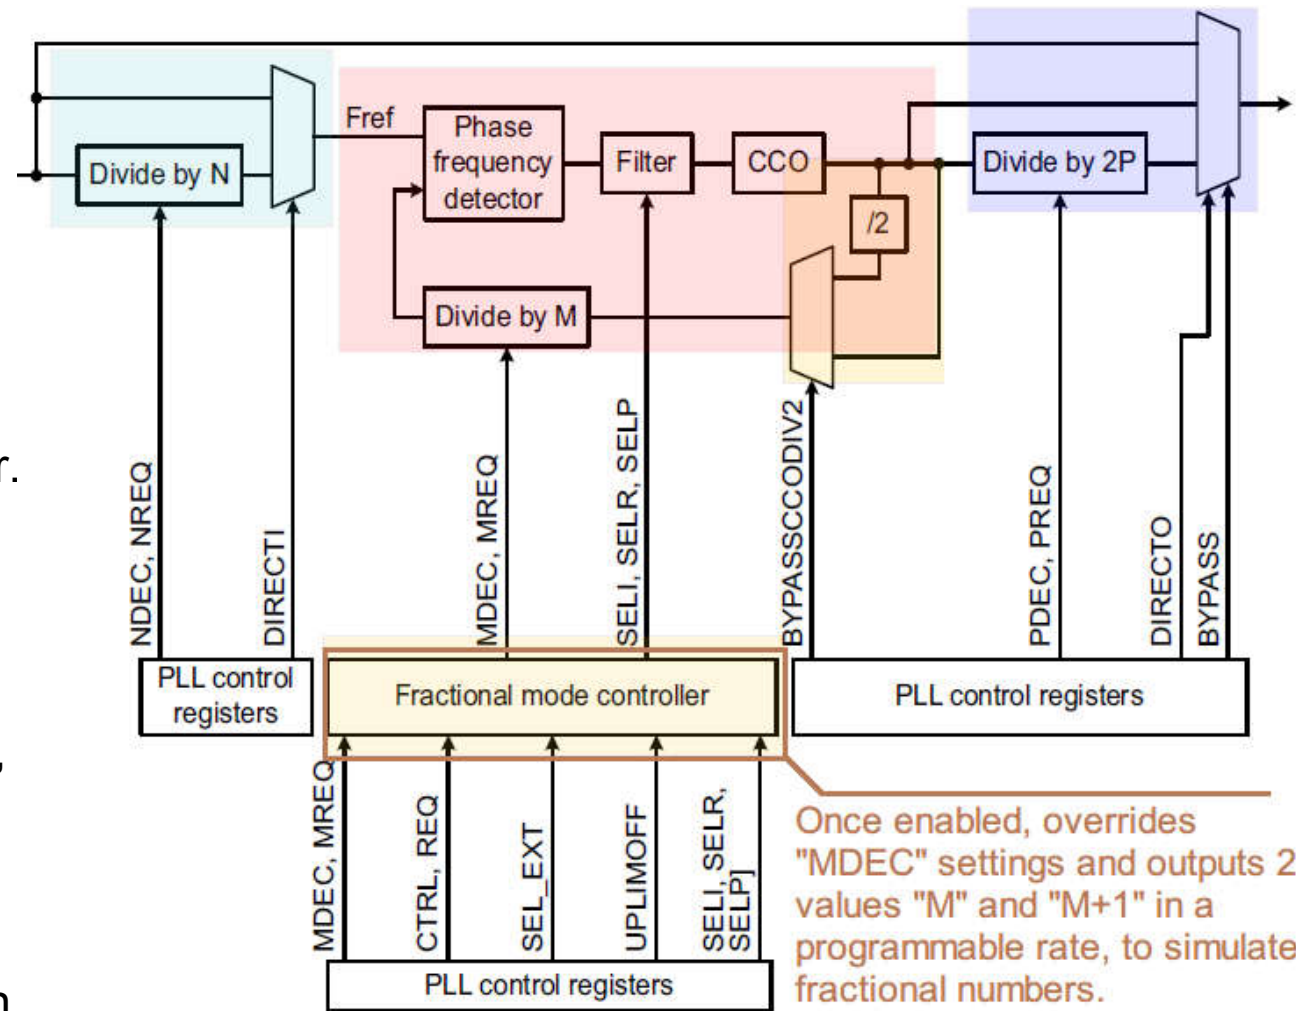 Fref
Phase
frequency
detector
Filter
CCO
Divide by 2P
Divide by N
/2
Divide by M
NDEC, NREQ
DIRECTI
MDEC, MREQ
SELI, SELR, SELP
BYPASSCCODIV2
PDEC, PREQ
DIRECTO
BYPASS
r.
PLL control
registers
Fractional mode controller
PLL control registers
,
MDEC, MREQ
CTRL, REQ
SEL_EXT
UPLIMOFF
SELI, SELR,
SELP]
Once enabled, overrides
"MDEC" settings and outputs 2
values "M" and "M+1" in a
programmable rate, to simulate
fractional numbers.
PLL control registers